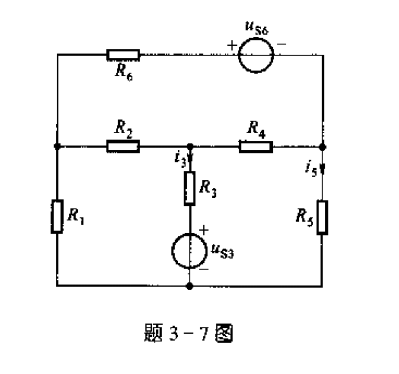 + u_S6 −
R_6
R_2 R_4
i_3 i_5
R_1 R_3 R_5
+
u_S3
−
题 3－7 图